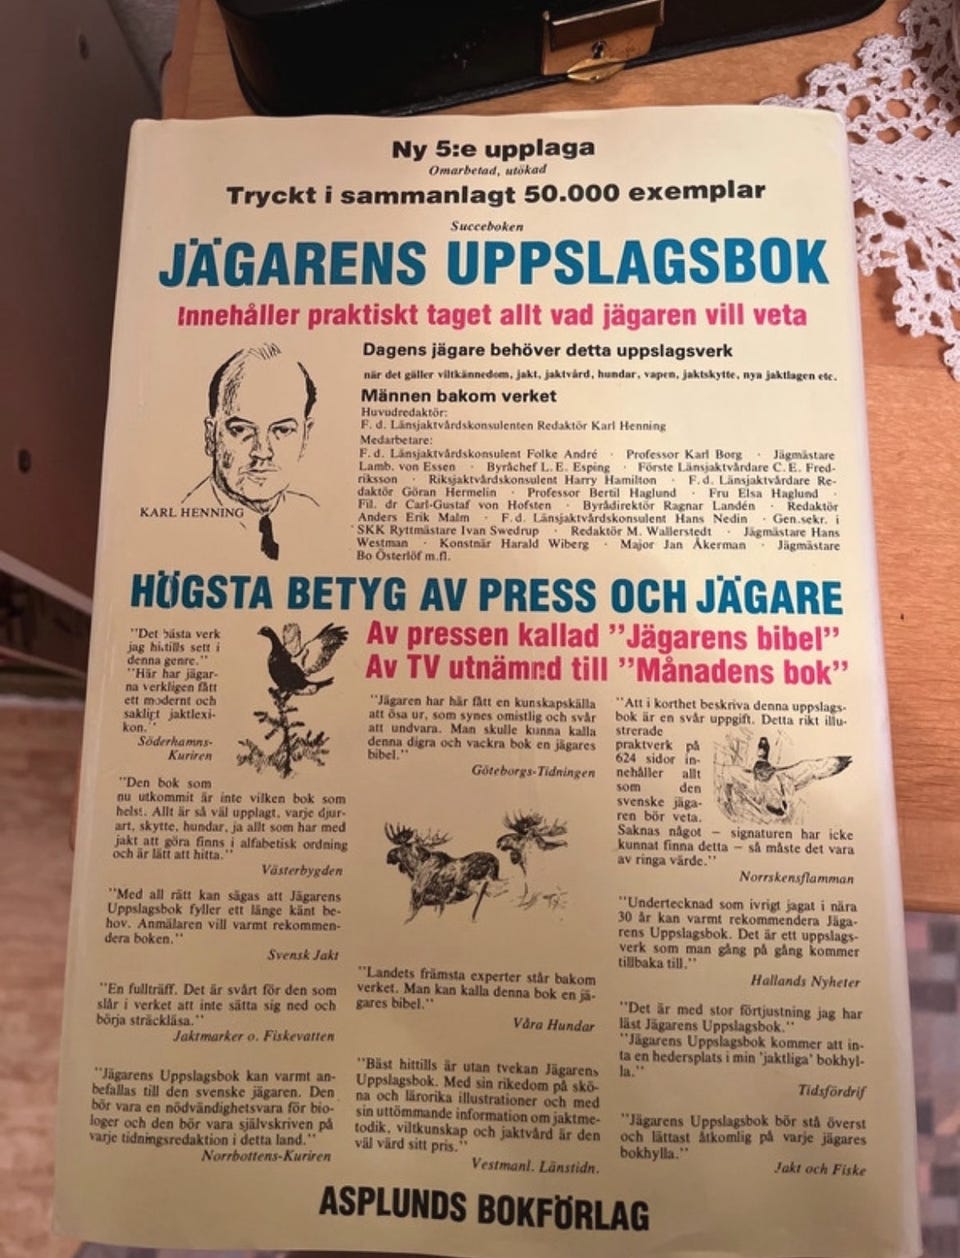 Ny 5:e upplaga
Omarbetad, utökad
Tryckt i sammanlagt 50.000 exemplar
Succeboken
JÄGARENS UPPSLAGSBOK
Innehåller praktiskt taget allt vad jägaren vill veta
Dagens jägare behöver detta uppslagsverk
när det gäller viltkännedom, jakt, jaktvård, hundar, vapen, jaktskytte, nya jaktlagen etc.
Männen bakom verket
Huvudredaktör:
F. d. Länsjaktvårdskonsulenten Redaktör Karl Henning
Medarbetare:
F. d. Länsjaktvårdskonsulent Folke André · Professor Karl Borg · Jägmästare
Lamb. von Essen · Byråchef L. E. Esping · Förste Länsjaktvårdare C. E. Fred-
riksson · Riksjaktvårdskonsulent Harry Hamilton · F. d. Länsjaktvårdare Re-
daktör Göran Hermelin · Professor Bertil Haglund · Fru Elsa Haglund ·
Fil. dr Carl-Gustaf von Hofsten · Byrådirektör Ragnar Landén · Redaktör
Anders Erik Malm · F. d. Länsjaktvårdskonsulent Hans Nedin · Gen.sekr. i
SKK Ryttmästare Ivan Swedrup · Redaktör M. Wallerstedt · Jägmästare Hans
Westman · Konstnär Harald Wiberg · Major Jan Åkerman · Jägmästare
Bo Österlöf m.fl.
KARL HENNING
HÖGSTA BETYG AV PRESS OCH JÄGARE
Av pressen kallad "Jägarens bibel"
Av TV utnämnd till "Månadens bok"
"Det bästa verk
jag hittills sett i
denna genre."
"Här har jägar-
na verkligen fått
ett modernt och
sakligt jaktlexi-
kon."
Söderhamns-
Kuriren
"Den bok som
nu utkommit är inte vilken bok som
helst. Allt är så väl upplagt, varje djur-
art, skytte, hundar, ja allt som har med
jakt att göra finns i alfabetisk ordning
och är lätt att hitta."
Västerbygden
"Med all rätt kan sägas att Jägarens
Uppslagsbok fyller ett länge känt be-
hov. Anmälaren vill varmt rekommen-
dera boken."
Svensk Jakt
"En fullträff. Det är svårt för den som
slår i verket att inte sätta sig ned och
börja sträckläsa."
Jaktmarker o. Fiskevatten
"Jägarens Uppslagsbok kan varmt an-
befallas till den svenske jägaren. Den
bör vara en nödvändighetsvara för bio-
loger och den bör vara självskriven på
varje tidningsredaktion i detta land."
Norrbottens-Kuriren
"Jägaren har här fått en kunskapskälla
att ösa ur, som synes omistlig och svår
att undvara. Man skulle kunna kalla
denna digra och vackra bok en jägares
bibel."
Göteborgs-Tidningen
"Landets främsta experter står bakom
verket. Man kan kalla denna bok en jä-
gares bibel."
Våra Hundar
"Bäst hittills är utan tvekan Jägarens
Uppslagsbok. Med sin rikedom på skö-
na och lärorika illustrationer och med
sin uttömmande information om jaktme-
todik, viltkunskap och jaktvård är den
väl värd sitt pris."
Vestmanl. Länstidn.
"Att i korthet beskriva denna uppslags-
bok är en svår uppgift. Detta rikt illu-
strerade
praktverk på
624 sidor in-
nehåller allt
som den
svenske jäga-
ren bör veta.
Saknas något – signaturen har icke
kunnat finna detta – så måste det vara
av ringa värde."
Norrskensflamman
"Undertecknad som ivrigt jagat i nära
30 år kan varmt rekommendera Jäga-
rens Uppslagsbok. Det är ett uppslags-
verk som man gång på gång kommer
tillbaka till."
Hallands Nyheter
"Det är med stor förtjustning jag har
läst Jägarens Uppslagsbok."
"Jägarens Uppslagsbok kommer att in-
ta en hedersplats i min 'jaktliga' bokhyl-
la."
Tidsfördrif
"Jägarens Uppslagsbok bör stå överst
och lättast åtkomlig på varje jägares
bokhylla."
Jakt och Fiske
ASPLUNDS BOKFÖRLAG